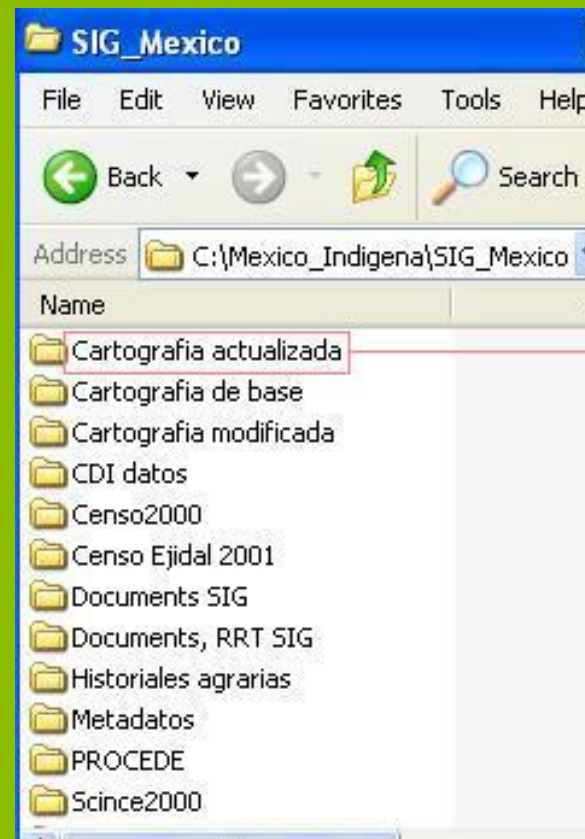 SIG_Mexico
File Edit View Favorites Tools Help
Back Search
Address C:\Mexico_Indigena\SIG_Mexico
Name
Cartografia actualizada
Cartografia de base
Cartografia modificada
CDI datos
Censo2000
Censo Ejidal 2001
Documents SIG
Documents, RRT SIG
Historiales agrarias
Metadatos
PROCEDE
Scince2000